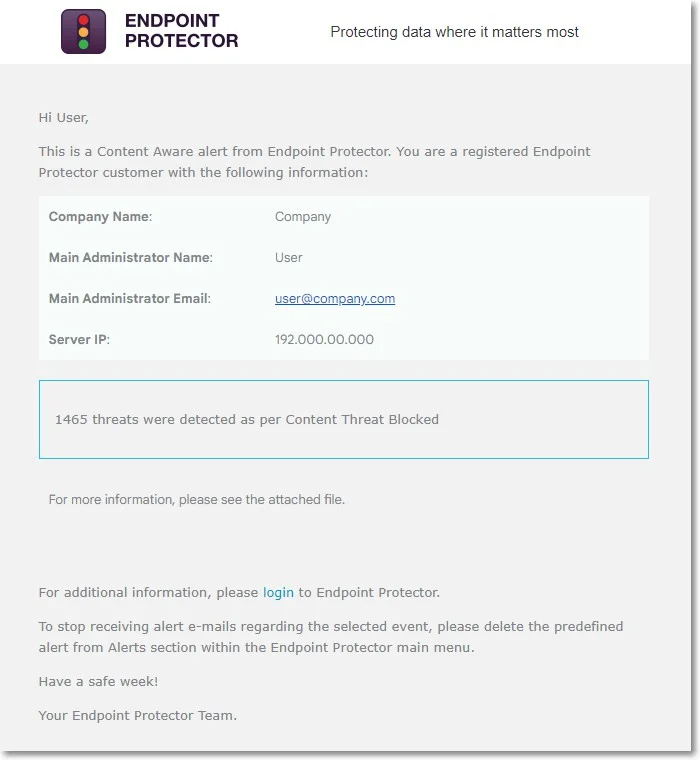 ENDPOINT
PROTECTOR
Protecting data where it matters most
Hi User,
This is a Content Aware alert from Endpoint Protector. You are a registered Endpoint
Protector customer with the following information:
Company Name: Company
Main Administrator Name: User
Main Administrator Email: user@company.com
Server IP: 192.000.00.000
1465 threats were detected as per Content Threat Blocked
For more information, please see the attached file.
For additional information, please login to Endpoint Protector.
To stop receiving alert e-mails regarding the selected event, please delete the predefined
alert from Alerts section within the Endpoint Protector main menu.
Have a safe week!
Your Endpoint Protector Team.